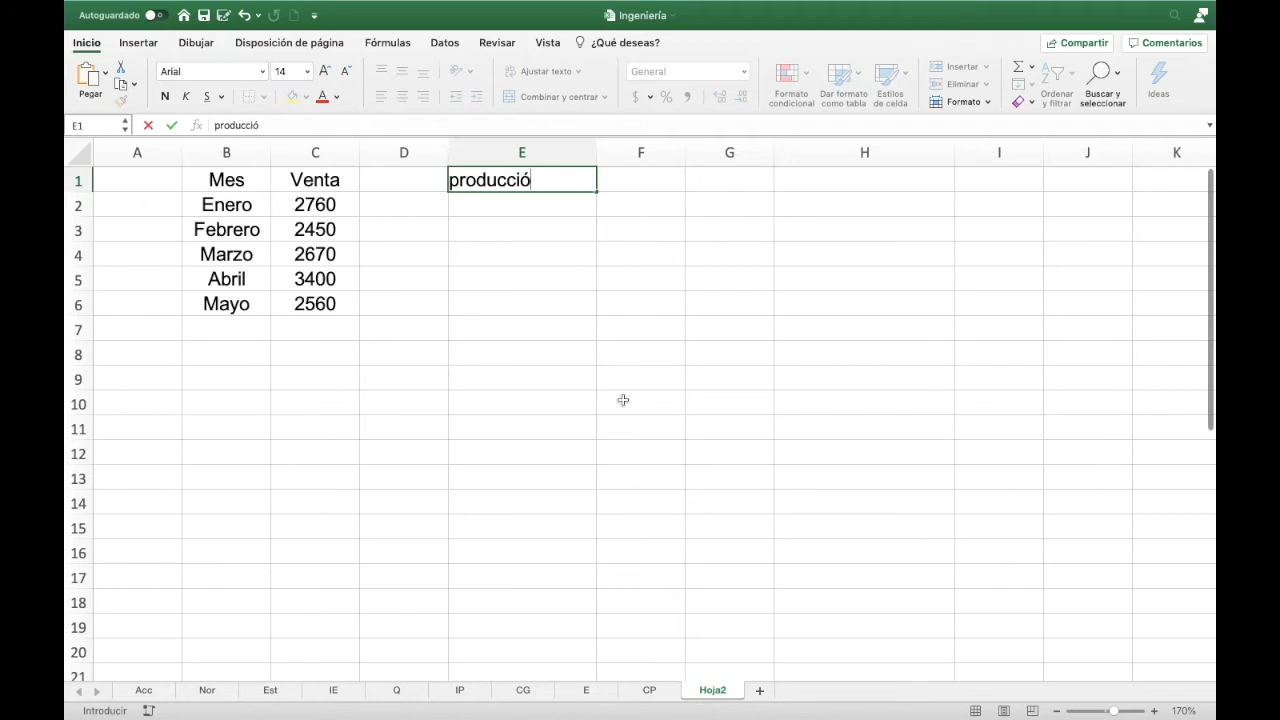 Autoguardado
Ingeniería
Inicio Insertar Dibujar Disposición de página Fórmulas Datos Revisar Vista ¿Qué deseas? Compartir Comentarios
Pegar
Arial 14
N K S
Ajustar texto
Combinar y centrar
General
$ %
Formato condicional
Dar formato como tabla
Estilos de celda
Insertar
Eliminar
Formato
Ordenar y filtrar
Buscar y seleccionar
Ideas
E1 fx producció
A B C D E F G H I J K
1 Mes Venta producció
2 Enero 2760
3 Febrero 2450
4 Marzo 2670
5 Abril 3400
6 Mayo 2560
7
8
9
10
11
12
13
14
15
16
17
18
19
20
21
Acc Nor Est IE Q IP CG E CP Hoja2
Introducir 170%